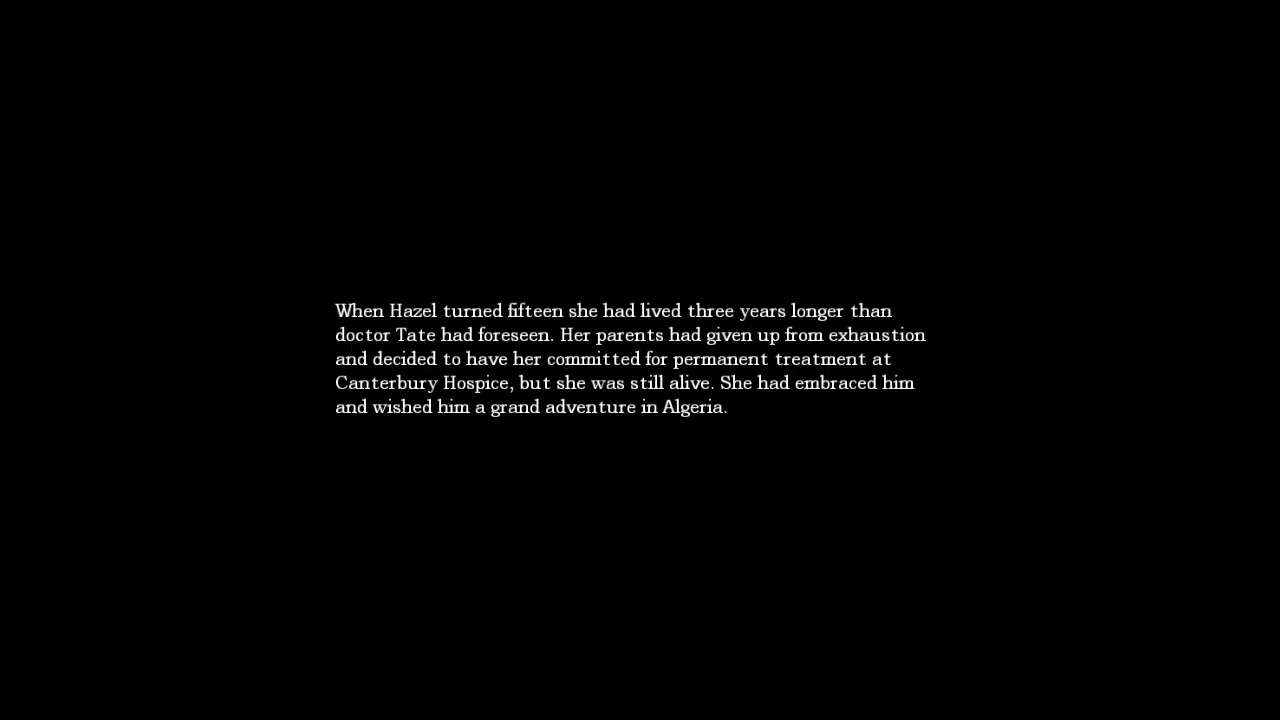 When Hazel turned fifteen she had lived three years longer than
doctor Tate had foreseen. Her parents had given up from exhaustion
and decided to have her committed for permanent treatment at
Canterbury Hospice, but she was still alive. She had embraced him
and wished him a grand adventure in Algeria.